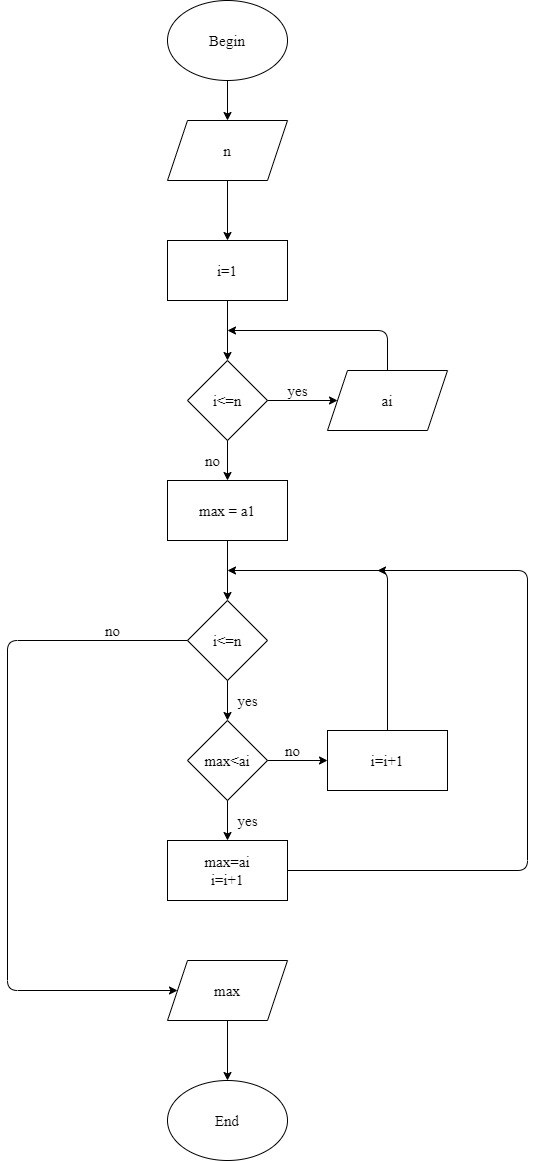 Begin
n
i=1
i<=n
yes
ai
no
max = a1
no
i<=n
yes
max<ai
no
i=i+1
yes
max=ai
i=i+1
max
End